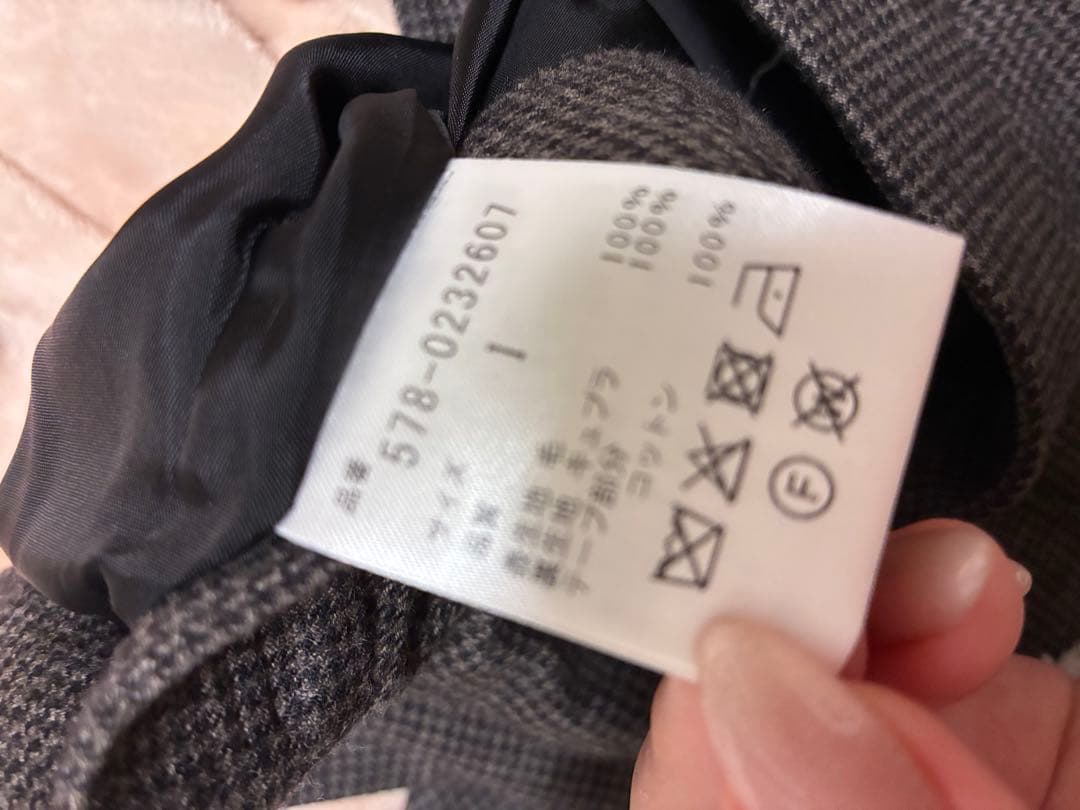 品番
578-0232607
サイズ 1
品質
表生地 毛 100%
裏生地 キュプラ 100%
テープ部分
コットン 100%
F